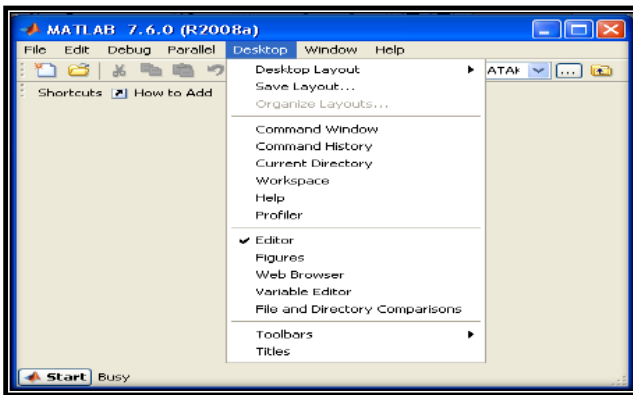 MATLAB 7.6.0 (R2008a)
File Edit Debug Parallel Desktop Window Help
Shortcuts How to Add
Desktop Layout
Save Layout...
Organize Layouts...
Command Window
Command History
Current Directory
Workspace
Help
Profiler
Editor
Figures
Web Browser
Variable Editor
File and Directory Comparisons
Toolbars
Titles
Start Busy